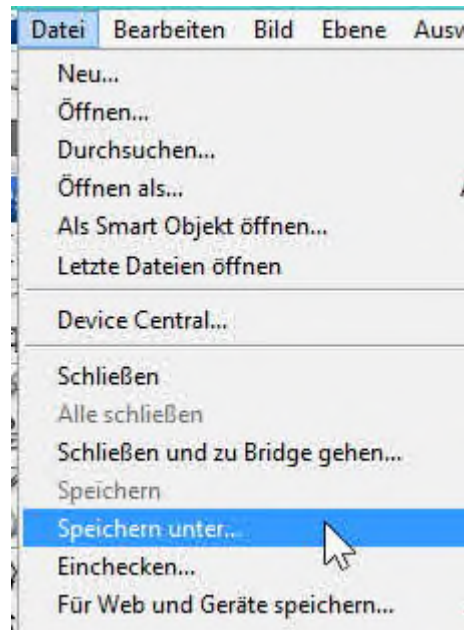 Datei Bearbeiten Bild Ebene Ausw
Neu...
Öffnen...
Durchsuchen...
Öffnen als...
Als Smart Objekt öffnen...
Letzte Dateien öffnen
Device Central...
Schließen
Alle schließen
Schließen und zu Bridge gehen...
Speichern
Speichern unter...
Einchecken...
Für Web und Geräte speichern...